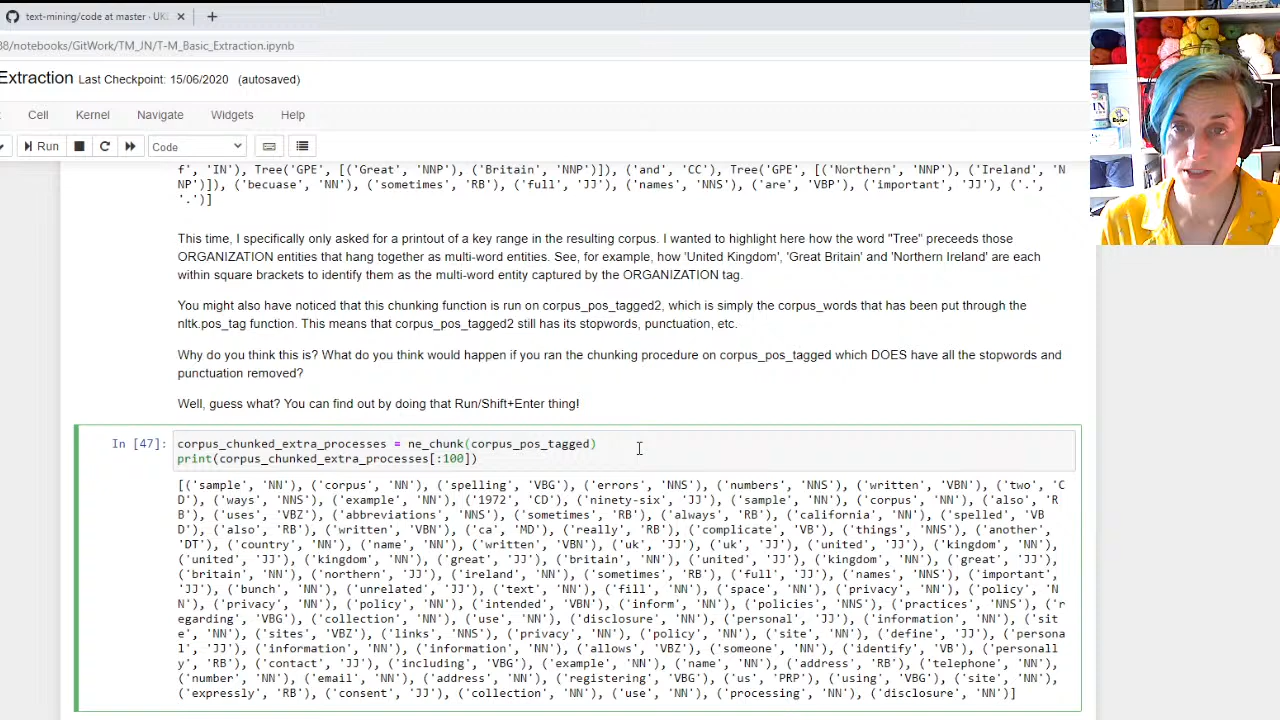 text-mining/code at master · UK
38/notebooks/GitWork/TM_JN/T-M_Basic_Extraction.ipynb
Extraction Last Checkpoint: 15/06/2020 (autosaved)
Cell Kernel Navigate Widgets Help
Run Code
f', 'IN'), Tree('GPE', [('Great', 'NNP'), ('Britain', 'NNP')]), ('and', 'CC'), Tree('GPE', [('Northern', 'NNP'), ('Ireland', 'N
NP')]), ('becuase', 'NN'), ('sometimes', 'RB'), ('full', 'JJ'), ('names', 'NNS'), ('are', 'VBP'), ('important', 'JJ'), ('.',
'.')]
This time, I specifically only asked for a printout of a key range in the resulting corpus. I wanted to highlight here how the word "Tree" preceeds those
ORGANIZATION entities that hang together as multi-word entities. See, for example, how 'United Kingdom', 'Great Britain' and 'Northern Ireland' are each
within square brackets to identify them as the multi-word entity captured by the ORGANIZATION tag.
You might also have noticed that this chunking function is run on corpus_pos_tagged2, which is simply the corpus_words that has been put through the
nltk.pos_tag function. This means that corpus_pos_tagged2 still has its stopwords, punctuation, etc.
Why do you think this is? What do you think would happen if you ran the chunking procedure on corpus_pos_tagged which DOES have all the stopwords and
punctuation removed?
Well, guess what? You can find out by doing that Run/Shift+Enter thing!
In [47]: corpus_chunked_extra_processes = ne_chunk(corpus_pos_tagged)
print(corpus_chunked_extra_processes[:100])
[('sample', 'NN'), ('corpus', 'NN'), ('spelling', 'VBG'), ('errors', 'NNS'), ('numbers', 'NNS'), ('written', 'VBN'), ('two', 'C
D'), ('ways', 'NNS'), ('example', 'NN'), ('1972', 'CD'), ('ninety-six', 'JJ'), ('sample', 'NN'), ('corpus', 'NN'), ('also', 'R
B'), ('uses', 'VBZ'), ('abbreviations', 'NNS'), ('sometimes', 'RB'), ('always', 'RB'), ('california', 'NN'), ('spelled', 'VB
D'), ('also', 'RB'), ('written', 'VBN'), ('ca', 'MD'), ('really', 'RB'), ('complicate', 'VB'), ('things', 'NNS'), ('another',
'DT'), ('country', 'NN'), ('name', 'NN'), ('written', 'VBN'), ('uk', 'JJ'), ('uk', 'JJ'), ('united', 'JJ'), ('kingdom', 'NN'),
('united', 'JJ'), ('kingdom', 'NN'), ('great', 'JJ'), ('britain', 'NN'), ('united', 'JJ'), ('kingdom', 'NN'), ('great', 'JJ'),
('britain', 'NN'), ('northern', 'JJ'), ('ireland', 'NN'), ('sometimes', 'RB'), ('full', 'JJ'), ('names', 'NNS'), ('important',
'JJ'), ('bunch', 'NN'), ('unrelated', 'JJ'), ('text', 'NN'), ('fill', 'NN'), ('space', 'NN'), ('privacy', 'NN'), ('policy', 'N
N'), ('privacy', 'NN'), ('policy', 'NN'), ('intended', 'VBN'), ('inform', 'NN'), ('policies', 'NNS'), ('practices', 'NNS'), ('r
egarding', 'VBG'), ('collection', 'NN'), ('use', 'NN'), ('disclosure', 'NN'), ('personal', 'JJ'), ('information', 'NN'), ('sit
e', 'NN'), ('sites', 'VBZ'), ('links', 'NNS'), ('privacy', 'NN'), ('policy', 'NN'), ('site', 'NN'), ('define', 'JJ'), ('persona
l', 'JJ'), ('information', 'NN'), ('information', 'NN'), ('allows', 'VBZ'), ('someone', 'NN'), ('identify', 'VB'), ('personall
y', 'RB'), ('contact', 'JJ'), ('including', 'VBG'), ('example', 'NN'), ('name', 'NN'), ('address', 'RB'), ('telephone', 'NN'),
('number', 'NN'), ('email', 'NN'), ('address', 'NN'), ('registering', 'VBG'), ('us', 'PRP'), ('using', 'VBG'), ('site', 'NN'),
('expressly', 'RB'), ('consent', 'JJ'), ('collection', 'NN'), ('use', 'NN'), ('processing', 'NN'), ('disclosure', 'NN')]